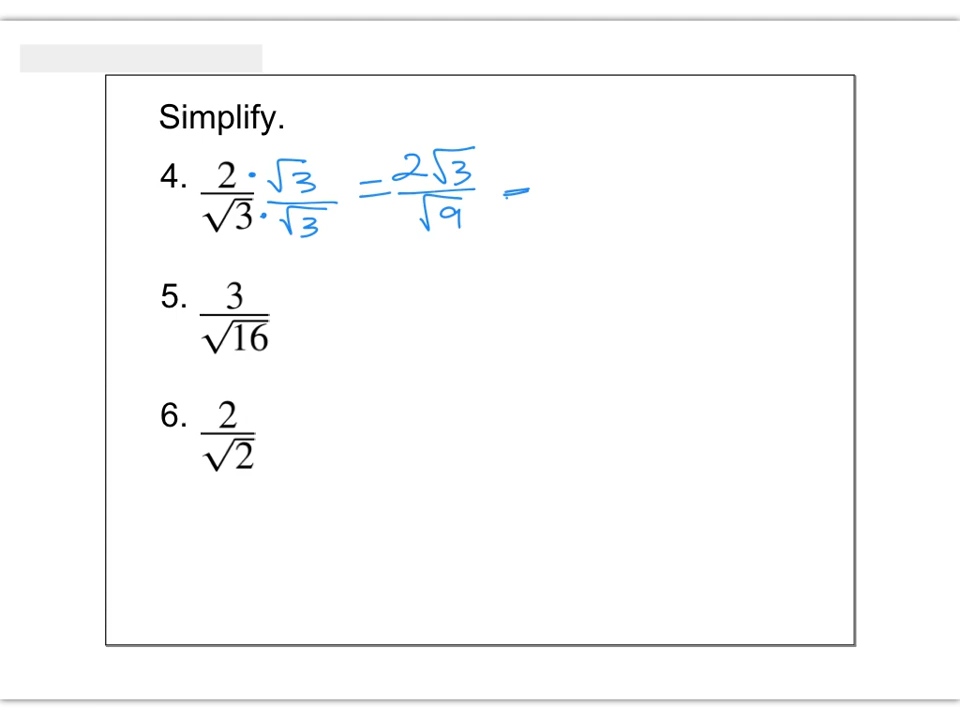 Simplify.
4. 2/√3 · √3/√3 = 2√3/√9 =
5. 3/√16
6. 2/√2